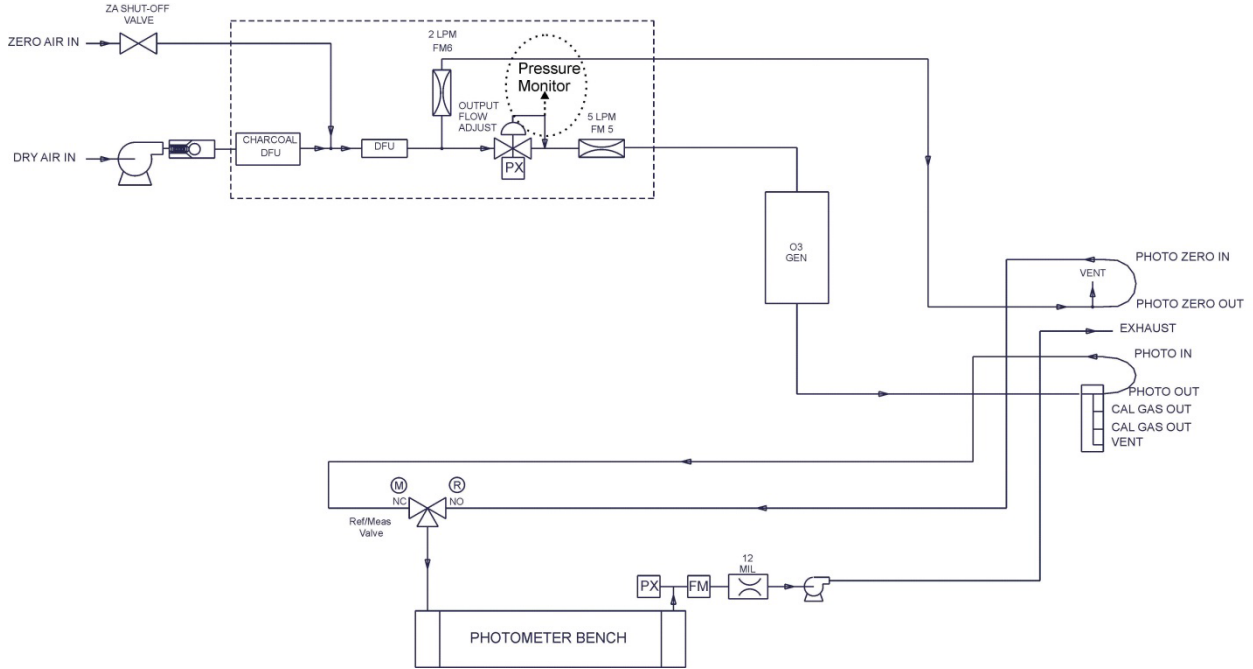 ZA SHUT-OFF
VALVE
ZERO AIR IN
2 LPM
FM6
Pressure
Monitor
OUTPUT
FLOW
ADJUST
5 LPM
FM 5
CHARCOAL
DFU
DFU
DRY AIR IN
PX
O3
GEN
PHOTO ZERO IN
VENT
PHOTO ZERO OUT
EXHAUST
PHOTO IN
PHOTO OUT
CAL GAS OUT
CAL GAS OUT
VENT
M
R
NC
NO
Ref/Meas
Valve
12
MIL
PX
FM
PHOTOMETER BENCH